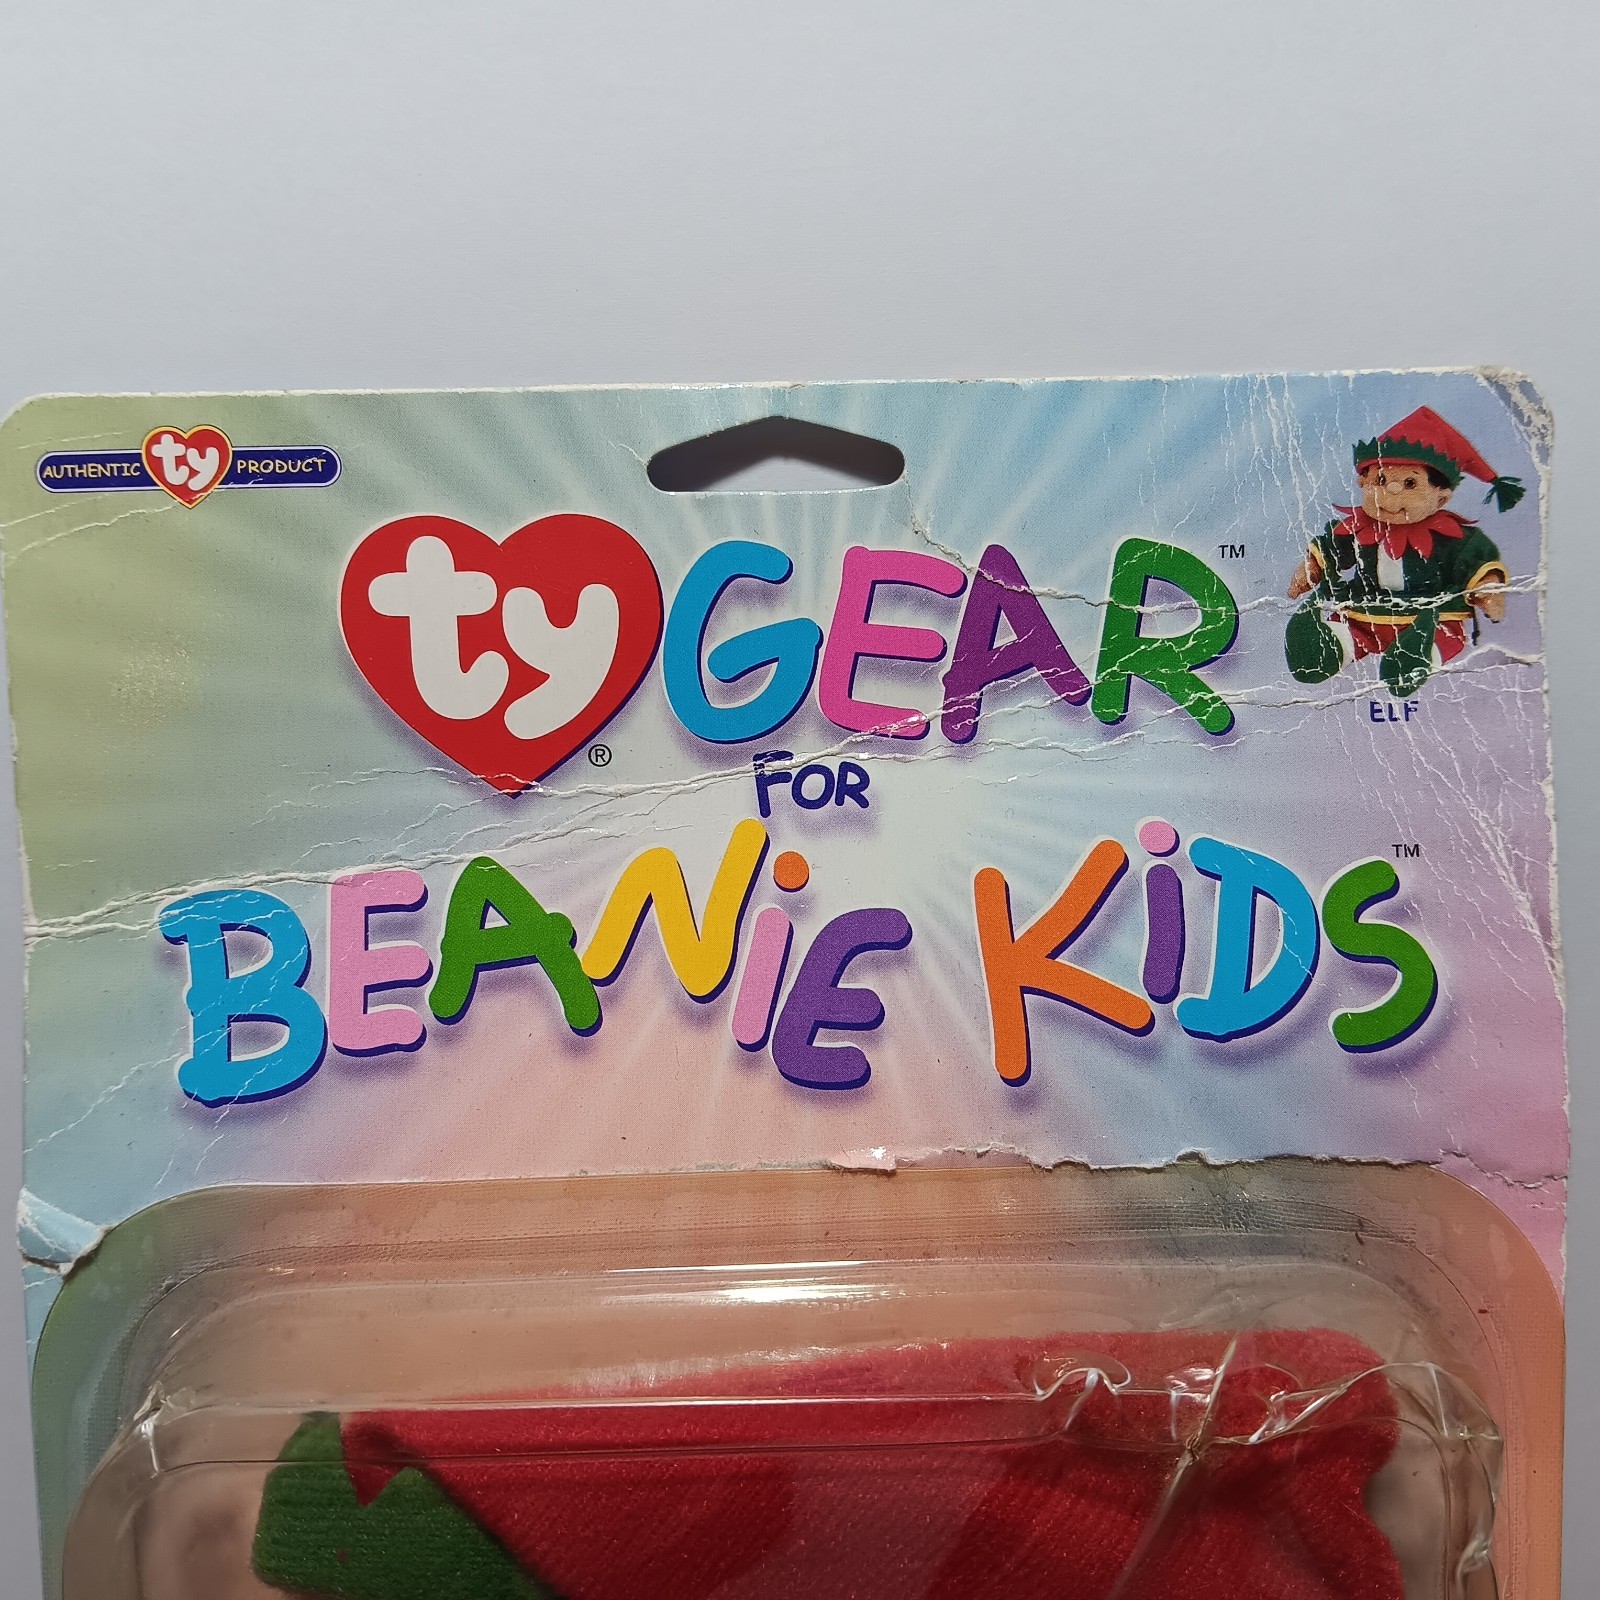 AUTHENTIC ty PRODUCT
ty® GEAR™
ELF
FOR
BEANiE KiDS™